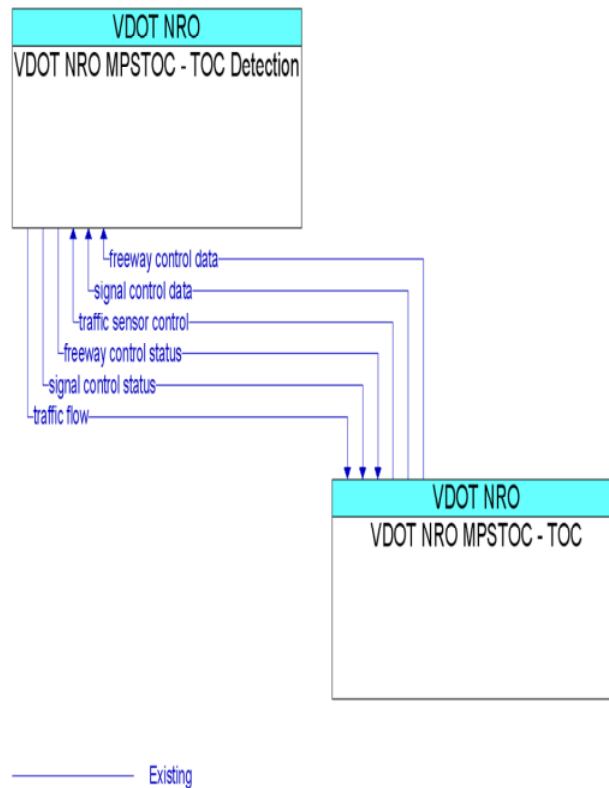 VDOT NRO
VDOT NRO MPSTOC - TOC Detection
freeway control data
signal control data
traffic sensor control
freeway control status
signal control status
traffic flow
VDOT NRO
VDOT NRO MPSTOC - TOC
Existing